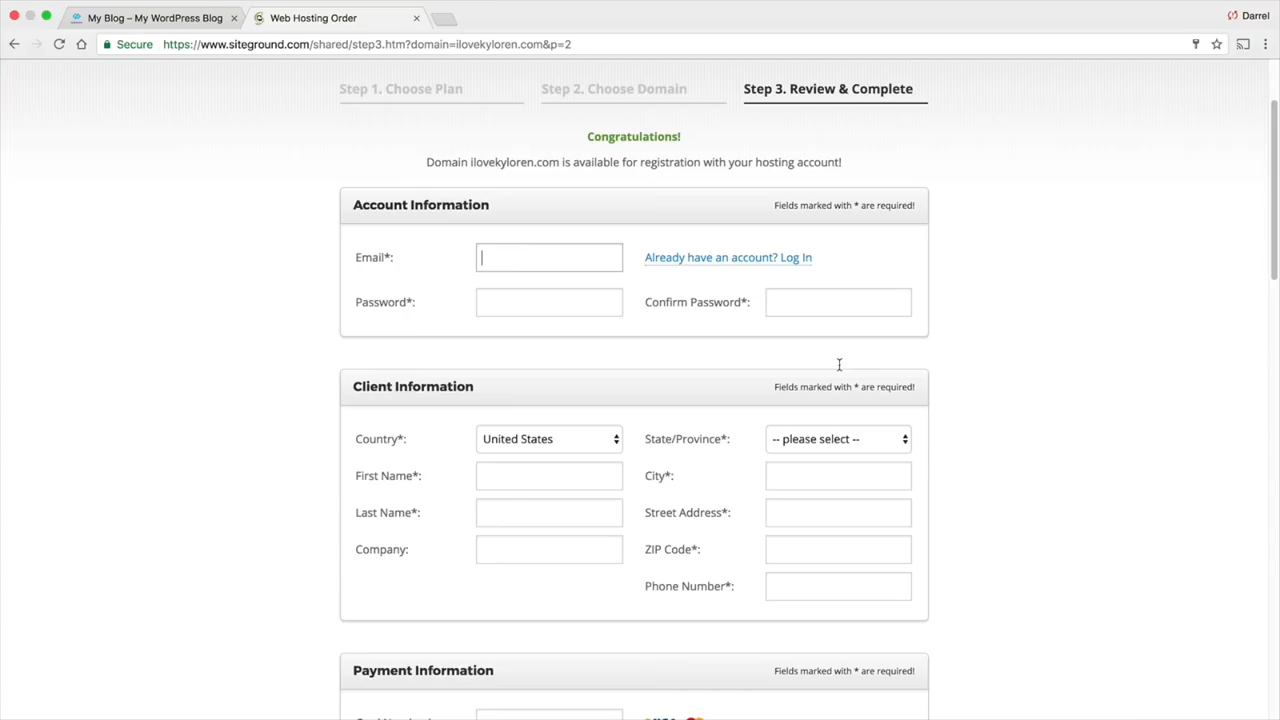 My Blog – My WordPress Blog
Web Hosting Order
Darrel
Secure https://www.siteground.com/shared/step3.htm?domain=ilovekyloren.com&p=2
Step 1. Choose Plan
Step 2. Choose Domain
Step 3. Review & Complete
Congratulations!
Domain ilovekyloren.com is available for registration with your hosting account!
Account Information
Fields marked with * are required!
Email*:
Already have an account? Log In
Password*:
Confirm Password*:
Client Information
Fields marked with * are required!
Country*:
United States
State/Province*:
-- please select --
First Name*:
City*:
Last Name*:
Street Address*:
Company:
ZIP Code*:
Phone Number*:
Payment Information
Fields marked with * are required!